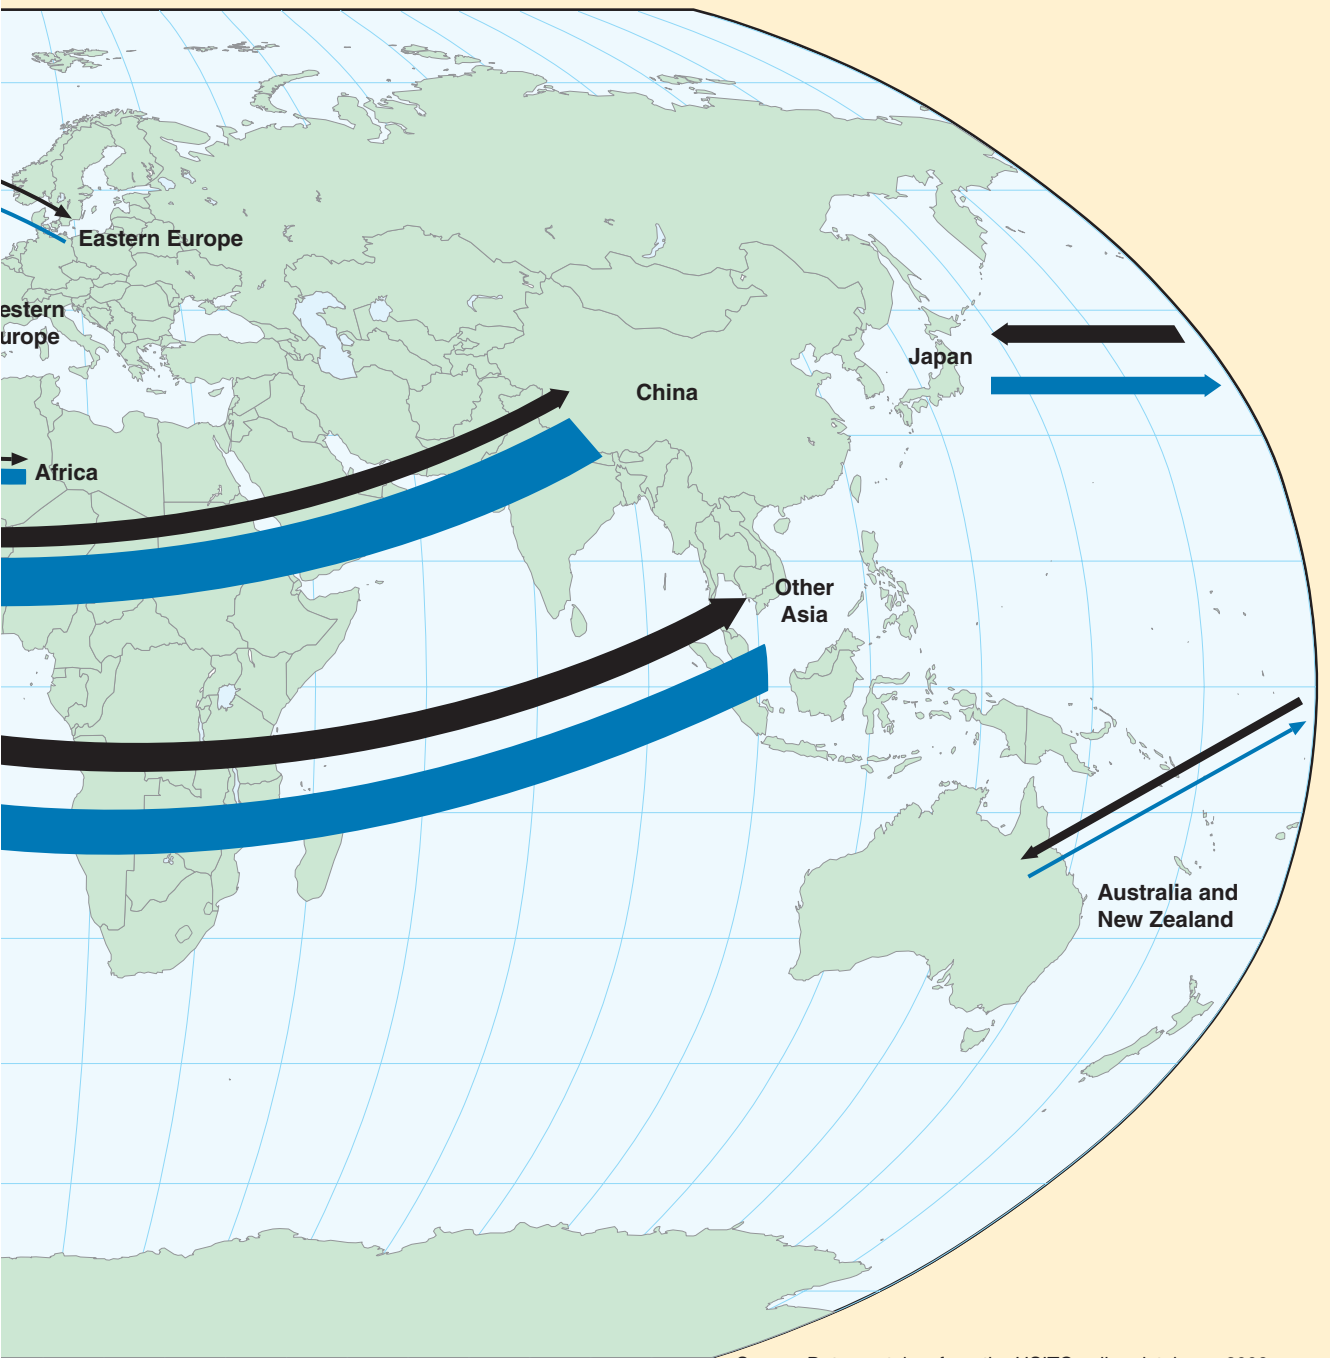 Eastern Europe
estern
urope
Japan
China
Africa
Other
Asia
Australia and
New Zealand